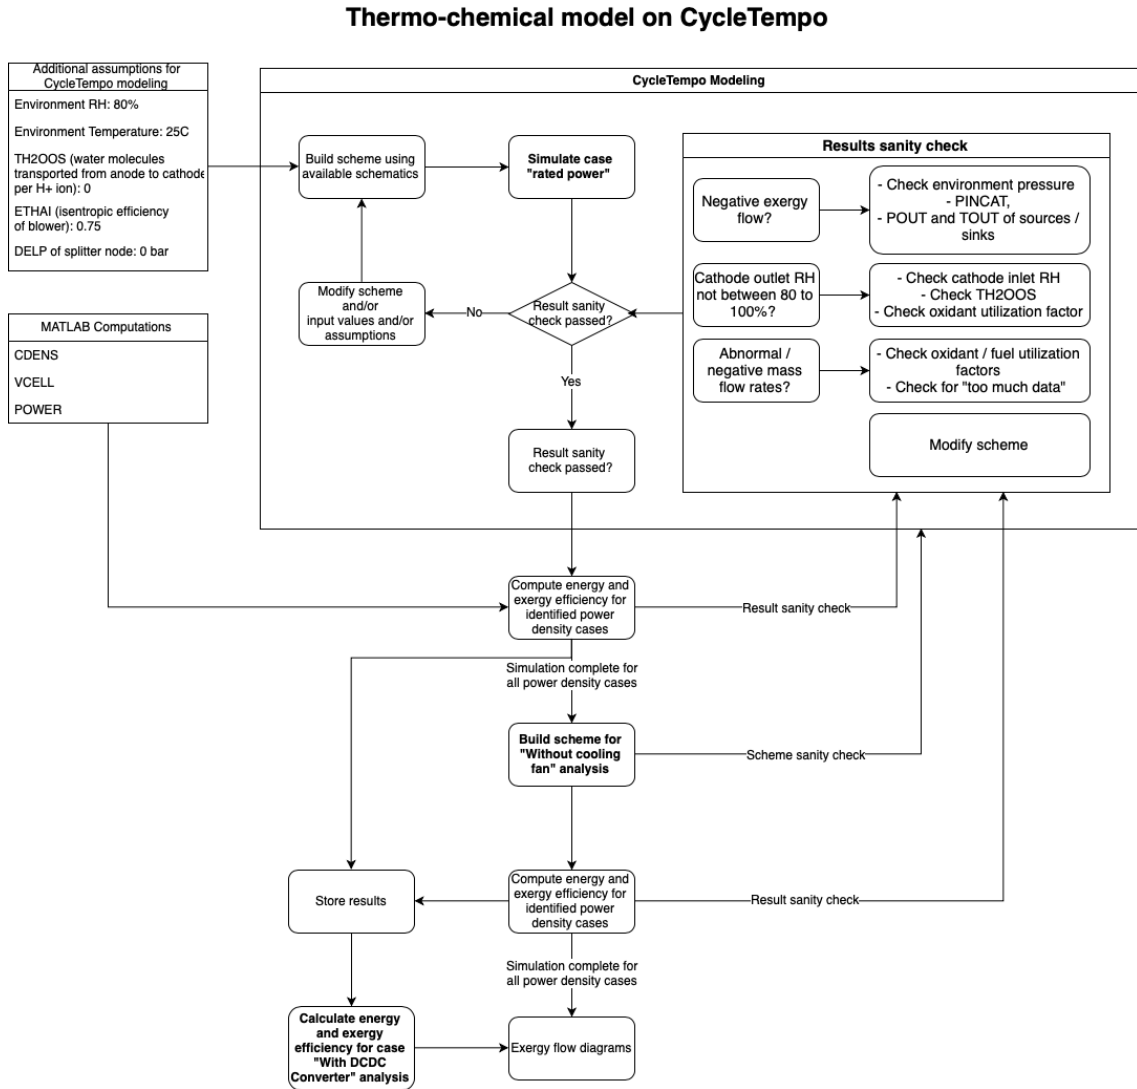 Thermo-chemical model on CycleTempo
Additional assumptions for
CycleTempo modeling
Environment RH: 80%
Environment Temperature: 25C
TH2OOS (water molecules
transported from anode to cathode
per H+ ion): 0
ETHAI (isentropic efficiency
of blower): 0.75
DELP of splitter node: 0 bar
MATLAB Computations
CDENS
VCELL
POWER
CycleTempo Modeling
Build scheme using
available schematics
Simulate case
"rated power"
Modify scheme
and/or
input values and/or
assumptions
No
Result sanity
check passed?
Yes
Result sanity
check passed?
Results sanity check
Negative exergy
flow?
- Check environment pressure
- PINCAT,
- POUT and TOUT of sources /
sinks
Cathode outlet RH
not between 80 to
100%?
- Check cathode inlet RH
- Check TH2OOS
- Check oxidant utilization factor
Abnormal /
negative mass
flow rates?
- Check oxidant / fuel utilization
factors
- Check for "too much data"
Modify scheme
Compute energy and
exergy efficiency for
identified power
density cases
Result sanity check
Simulation complete for
all power density cases
Build scheme for
"Without cooling
fan" analysis
Scheme sanity check
Store results
Compute energy and
exergy efficiency for
identified power
density cases
Result sanity check
Simulation complete for
all power density cases
Calculate energy
and exergy
efficiency for case
"With DCDC
Converter" analysis
Exergy flow diagrams